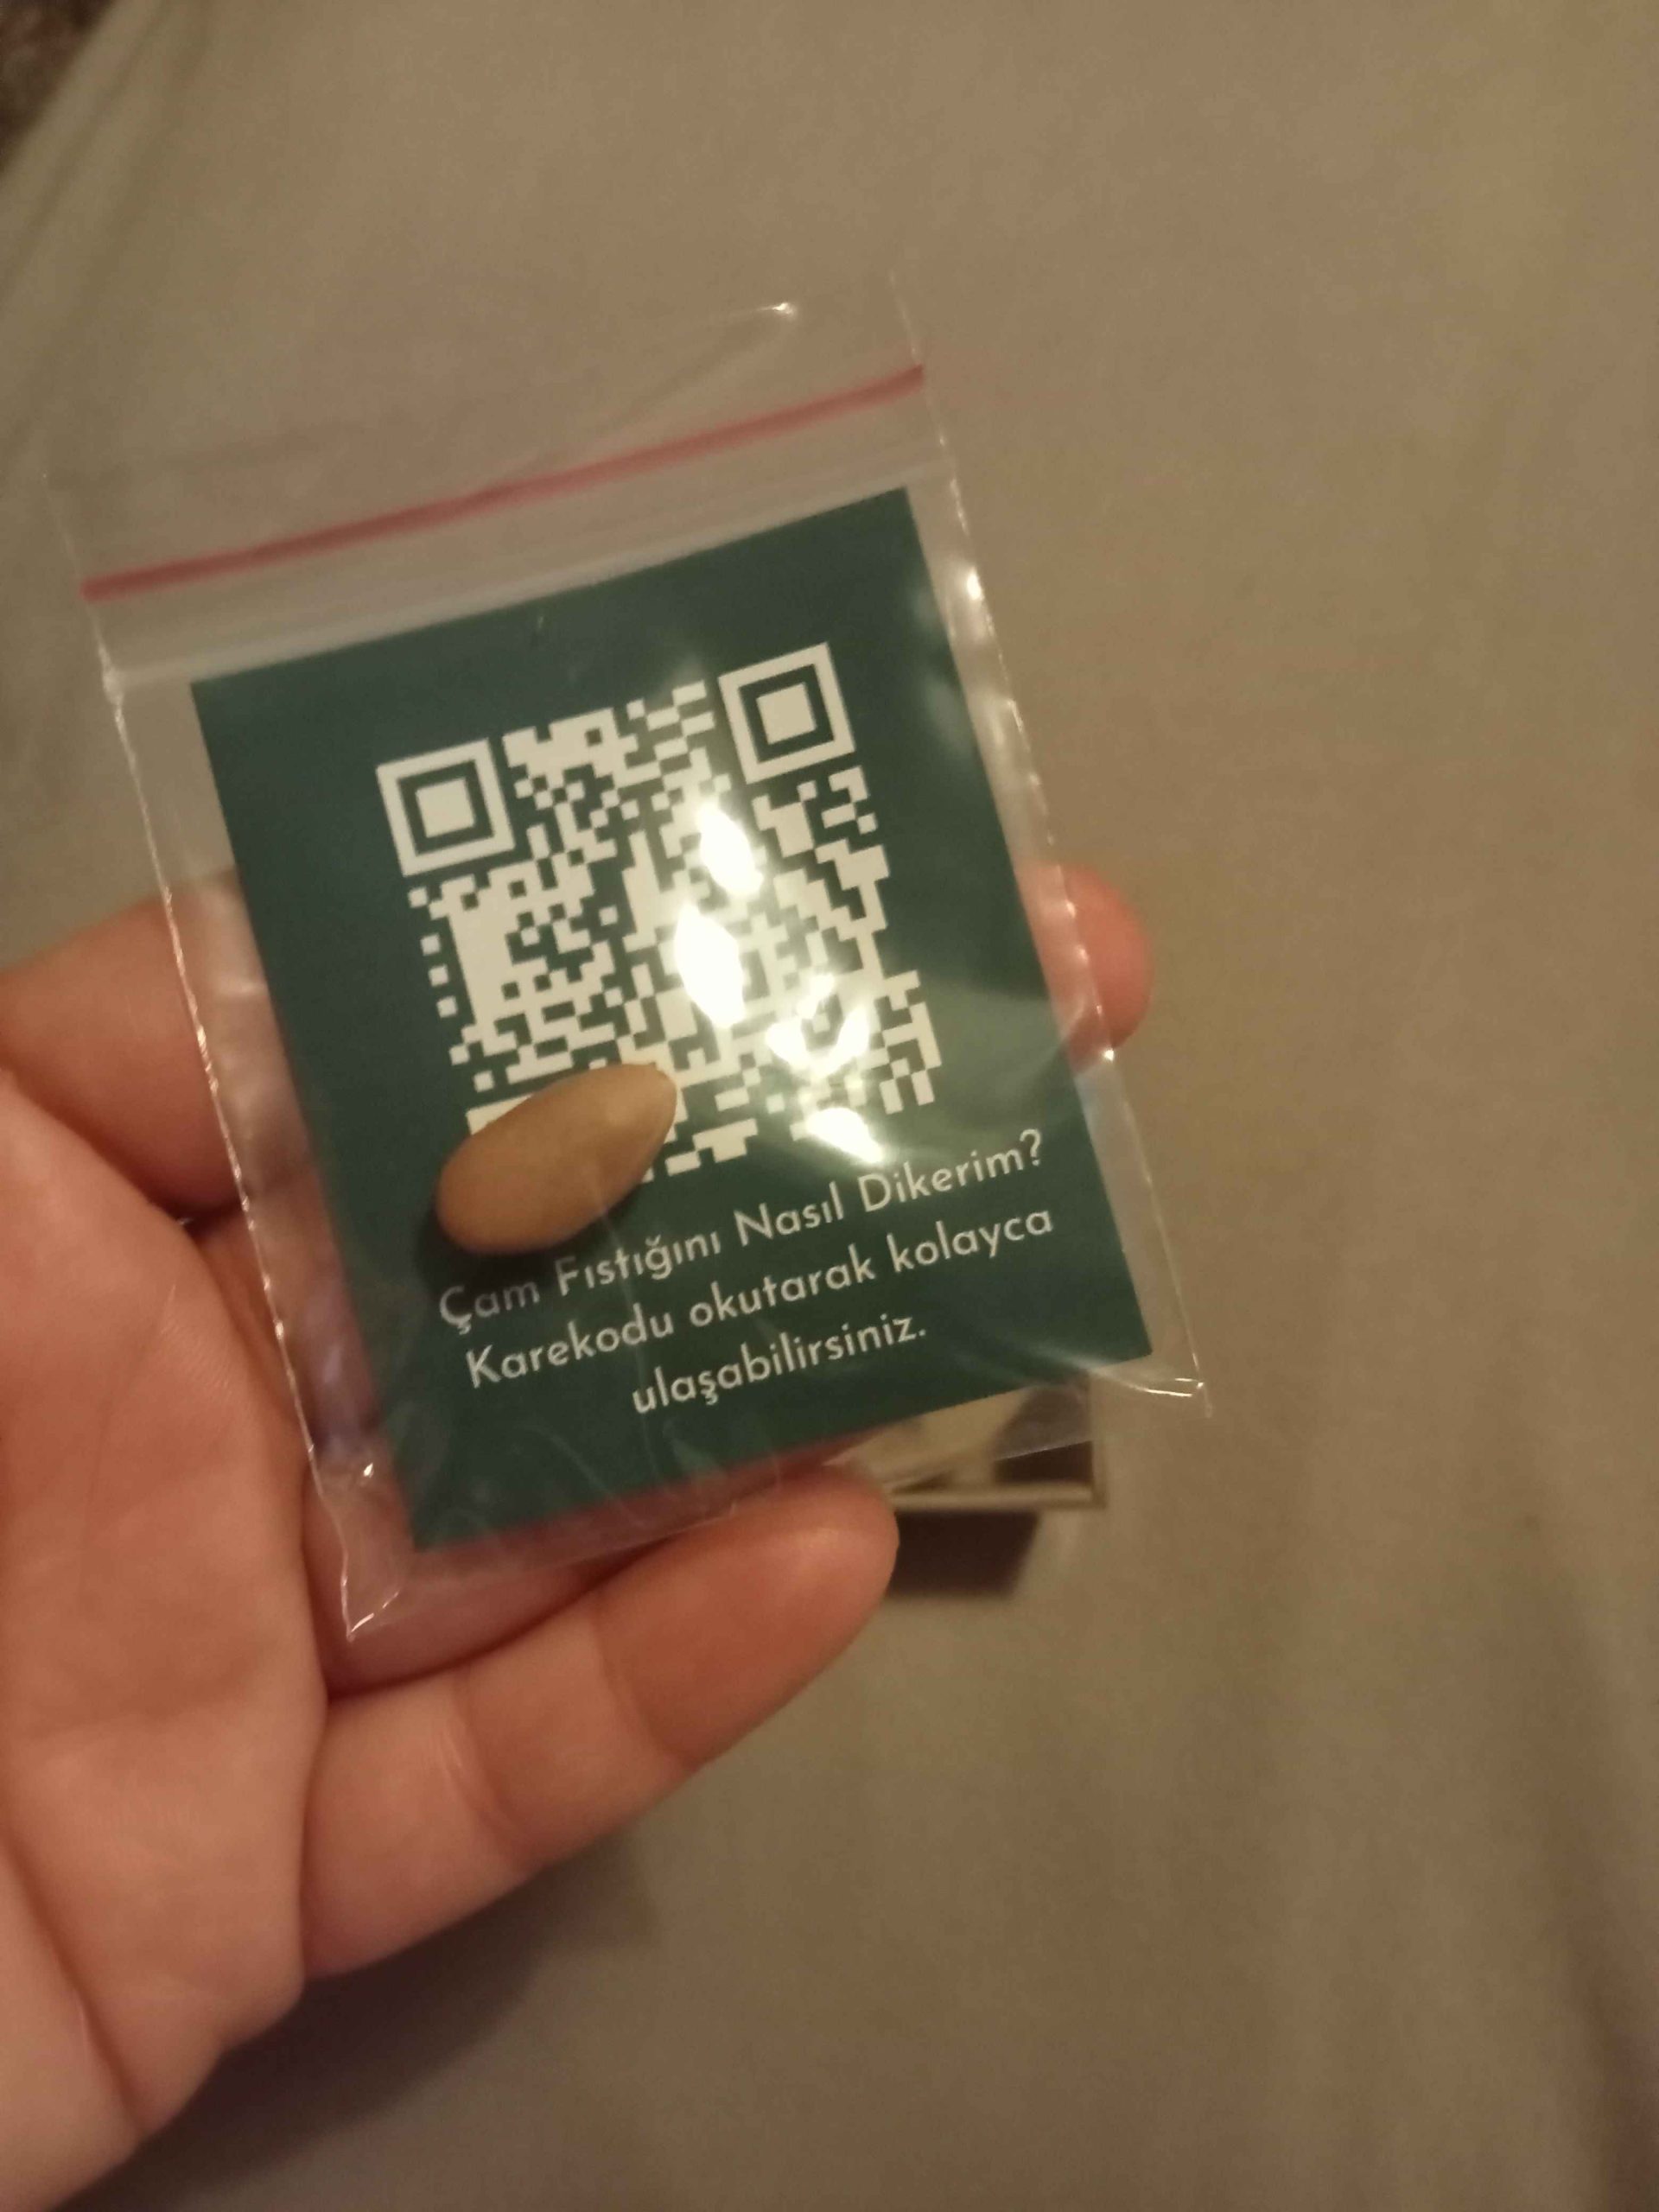 Çam Fıstığını Nasıl Dikerim?
Karekodu okutarak kolayca
ulaşabilirsiniz.